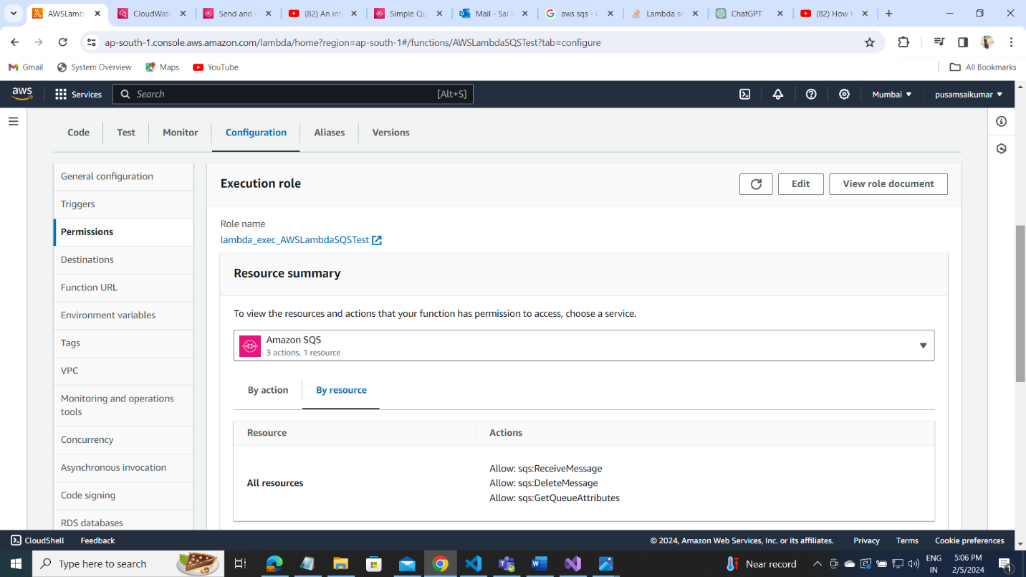 AWSLamb
CloudWat
Send and r
(82) An int
Simple Qu
Mail - Sai
aws sqs -
Lambda se
ChatGPT
(82) How t
ap-south-1.console.aws.amazon.com/lambda/home?region=ap-south-1#/functions/AWSLambdaSQSTest?tab=configure
Gmail
System Overview
Maps
YouTube
All Bookmarks
aws
Services
Search
[Alt+S]
Mumbai
pusamsaikumar
Code
Test
Monitor
Configuration
Aliases
Versions
General configuration
Triggers
Permissions
Destinations
Function URL
Environment variables
Tags
VPC
Monitoring and operations
tools
Concurrency
Asynchronous invocation
Code signing
RDS databases
Execution role
Edit
View role document
Role name
lambda_exec_AWSLambdaSQSTest
Resource summary
To view the resources and actions that your function has permission to access, choose a service.
Amazon SQS
3 actions, 1 resource
By action
By resource
Resource
Actions
All resources
Allow: sqs:ReceiveMessage
Allow: sqs:DeleteMessage
Allow: sqs:GetQueueAttributes
CloudShell
Feedback
© 2024, Amazon Web Services, Inc. or its affiliates.
Privacy
Terms
Cookie preferences
Type here to search
Near record
ENG
IN
5:06 PM
2/5/2024
1